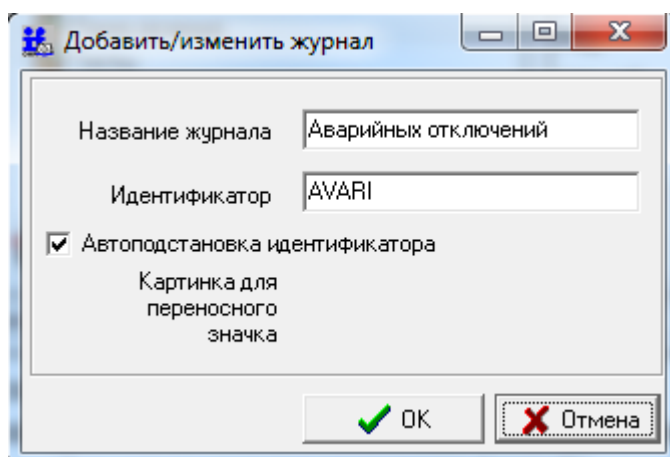 Добавить/изменить журнал
Название журнала Аварийных отключений
Идентификатор AVARI
Автоподстановка идентификатора
Картинка для
переносного
значка
OK Отмена